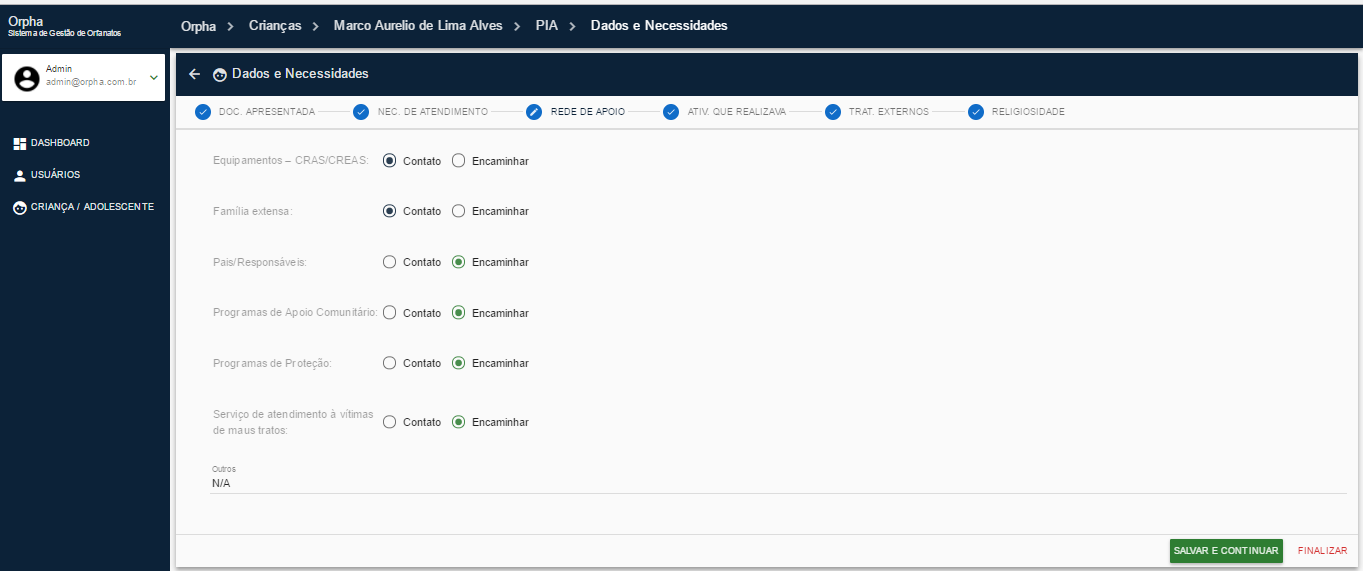 Orpha
Sistema de Gestão de Orfanatos
Orpha > Crianças > Marco Aurelio de Lima Alves > PIA > Dados e Necessidades
Admin
admin@orpha.com.br
DASHBOARD
USUÁRIOS
CRIANÇA / ADOLESCENTE
Dados e Necessidades
DOC. APRESENTADA NEC. DE ATENDIMENTO REDE DE APOIO ATIV. QUE REALIZAVA TRAT. EXTERNOS RELIGIOSIDADE
Equipamentos – CRAS/CREAS: Contato Encaminhar
Família extensa: Contato Encaminhar
Pais/Responsáveis: Contato Encaminhar
Programas de Apoio Comunitário: Contato Encaminhar
Programas de Proteção: Contato Encaminhar
Serviço de atendimento à vítimas
de maus tratos: Contato Encaminhar
Outros
N/A
SALVAR E CONTINUAR FINALIZAR